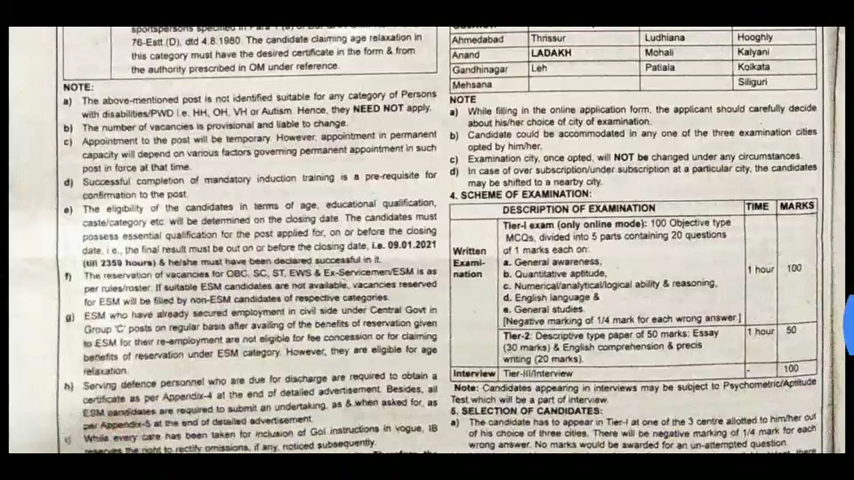 sportspersons specified in Para
76-Estt.(D), dtd 4.8.1980. The candidate claiming age relaxation in
this category must have the desired certificate in the form & from
the authority prescribed in OM under reference.
NOTE:
a) The above-mentioned post is not identified suitable for any category of Persons
with disabilities/PWD i.e. HH, OH, VH or Autism. Hence, they NEED NOT apply.
b) The number of vacancies is provisional and liable to change.
c) Appointment to the post will be temporary. However, appointment in permanent
capacity will depend on various factors governing permanent appointment in such
post in force at that time.
d) Successful completion of mandatory induction training is a pre-requisite for
confirmation to the post.
e) The eligibility of the candidates in terms of age, educational qualification,
caste/category etc. will be determined on the closing date. The candidates must
possess essential qualification for the post applied for, on or before the closing
date. i.e., the final result must be out on or before the closing date, i.e. 09.01.2021
(till 2359 hours) & he/she must have been declared successful in it.
f) The reservation of vacancies for OBC, SC, ST, EWS & Ex-Servicemen/ESM is as
per rules/roster. If suitable ESM candidates are not available, vacancies reserved
for ESM will be filled by non-ESM candidates of respective categories.
g) ESM who have already secured employment in civil side under Central Govt in
Group 'C' posts on regular basis after availing of the benefits of reservation given
to ESM for their re-employment are not eligible for fee concession or for claiming
benefits of reservation under ESM category. However, they are eligible for age
relaxation.
h) Serving defence personnel who are due for discharge are required to obtain a
certificate as per Appendix-4 at the end of detailed advertisement. Besides, all
ESM candidates are required to submit an undertaking, as & when asked for, as
per Appendix-5 at the end of detailed advertisement.
i) While every care has been taken for inclusion of GoI instructions in vogue, IB
reserves the right to rectify omissions, if any, noticed subsequently.
Ahmedabad Thrissur Ludhiana Hooghly
Anand LADAKH Mohali Kalyani
Gandhinagar Leh Patiala Kolkata
Mehsana Siliguri
NOTE
a) While filling in the online application form, the applicant should carefully decide
about his/her choice of city of examination.
b) Candidate could be accommodated in any one of the three examination cities
opted by him/her.
c) Examination city, once opted, will NOT be changed under any circumstances.
d) In case of over subscription/under subscription at a particular city, the candidates
may be shifted to a nearby city.
4. SCHEME OF EXAMINATION:
DESCRIPTION OF EXAMINATION TIME MARKS
Written Exami-nation
Tier-I exam (only online mode): 100 Objective type
MCQs, divided into 5 parts containing 20 questions
of 1 marks each on:
a. General awareness,
b. Quantitative aptitude,
c. Numerical/analytical/logical ability & reasoning,
d. English language &
e. General studies.
[Negative marking of 1/4 mark for each wrong answer.]
1 hour 100
Tier-2: Descriptive type paper of 50 marks: Essay
(30 marks) & English comprehension & precis
writing (20 marks).
1 hour 50
Interview Tier-III/Interview - 100
Note: Candidates appearing in interviews may be subject to Psychometric/Aptitude
Test which will be a part of interview.
5. SELECTION OF CANDIDATES:
a) The candidate has to appear in Tier-I at one of the 3 centre allotted to him/her out
of his choice of three cities. There will be negative marking of 1/4 mark for each
wrong answer. No marks would be awarded for an un-attempted question.